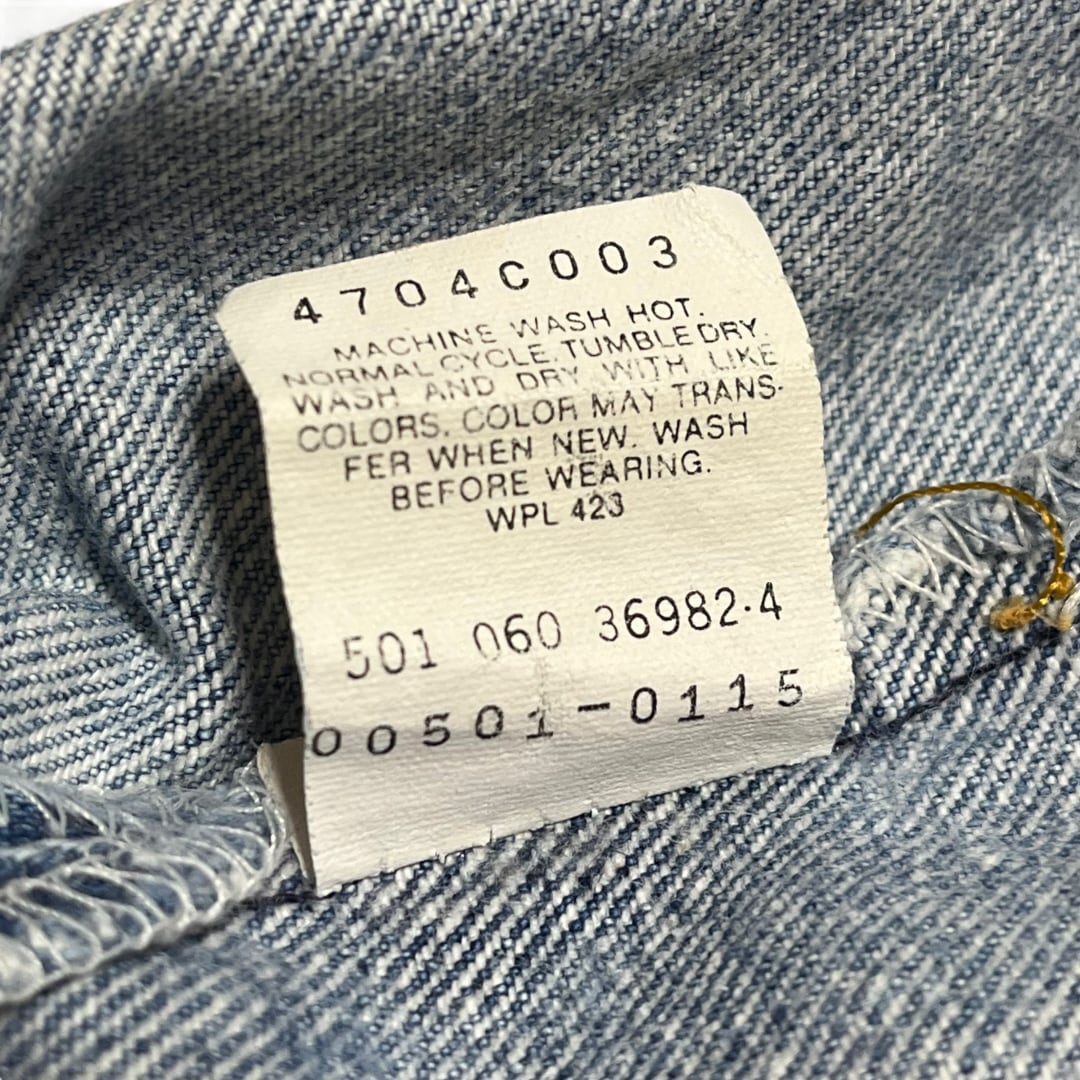 4704C003
MACHINE WASH HOT.
NORMAL CYCLE. TUMBLE DRY.
WASH AND DRY WITH LIKE
COLORS. COLOR MAY TRANS-
FER WHEN NEW. WASH
BEFORE WEARING.
WPL 423
501 060 36982·4
00501-0115